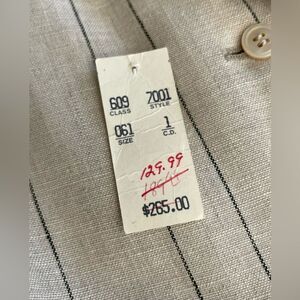 609 7001
CLASS STYLE
061 1
SIZE C.D.
129.99
$265.00